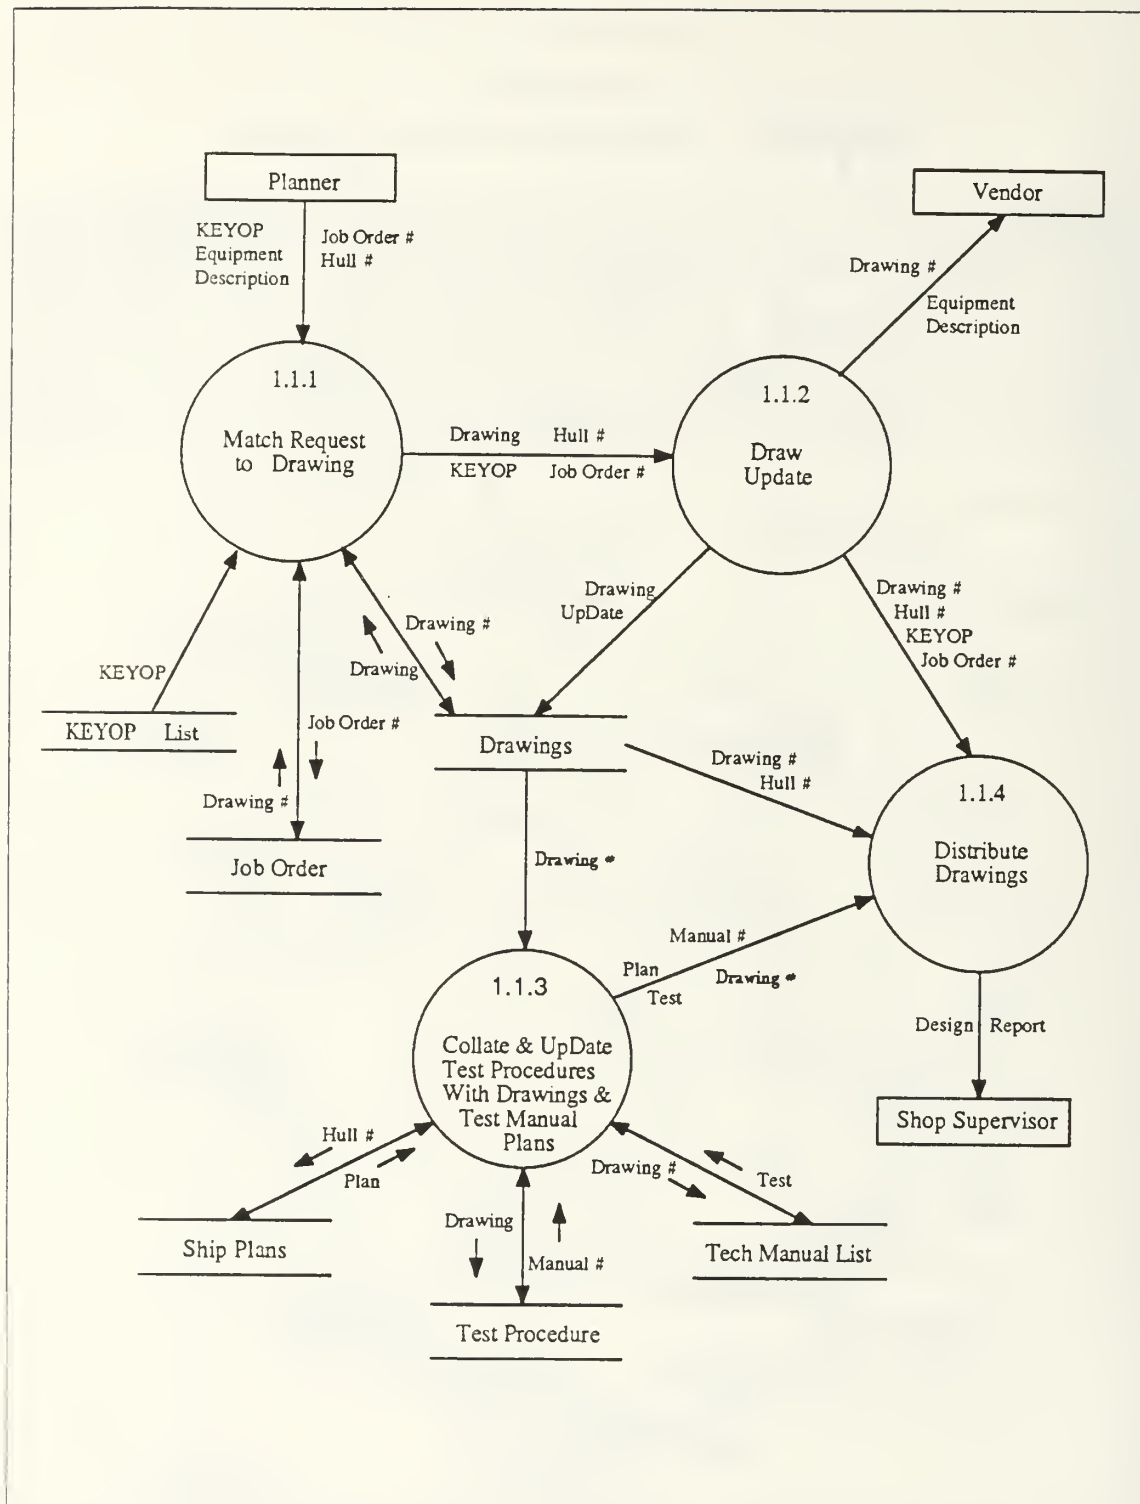 Planner
Vendor
KEYOP
Equipment
Description
Job Order #
Hull #
Drawing #
Equipment
Description
1.1.1
Match Request
to Drawing
1.1.2
Draw
Update
Drawing Hull #
KEYOP Job Order #
Drawing
UpDate
Drawing #
Hull #
KEYOP
Job Order #
Drawing #
Drawing
KEYOP
KEYOP List
Job Order #
Drawing #
Job Order
Drawings
Drawing #
Hull #
1.1.4
Distribute
Drawings
Drawing #
Manual #
Plan
Test
Drawing #
1.1.3
Collate & UpDate
Test Procedures
With Drawings &
Test Manual
Plans
Design Report
Shop Supervisor
Hull #
Plan
Drawing #
Test
Drawing
Manual #
Ship Plans
Tech Manual List
Test Procedure